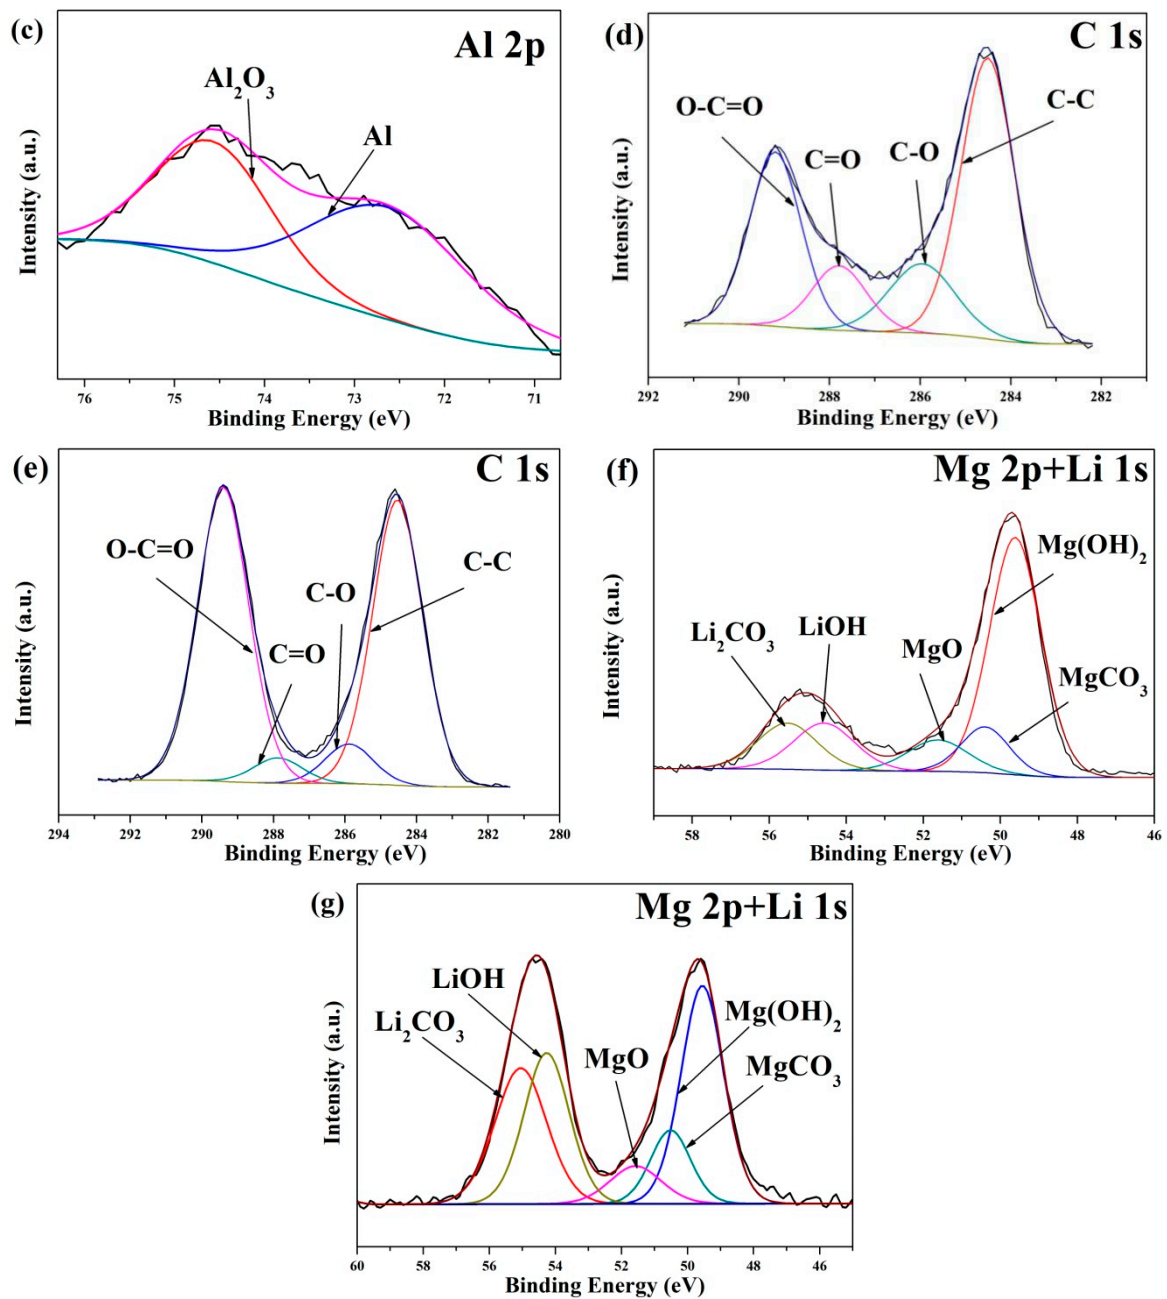 (c)
Al 2p
Al₂O₃
Al
Intensity (a.u.)
76 75 74 73 72 71
Binding Energy (eV)
(d)
C 1s
O-C=O
C=O
C-O
C-C
Intensity (a.u.)
292 290 288 286 284 282
Binding Energy (eV)
(e)
C 1s
O-C=O
C=O
C-O
C-C
Intensity (a.u.)
294 292 290 288 286 284 282 280
Binding Energy (eV)
(f)
Mg 2p+Li 1s
Li₂CO₃
LiOH
MgO
Mg(OH)₂
MgCO₃
Intensity (a.u.)
58 56 54 52 50 48 46
Binding Energy (eV)
(g)
Mg 2p+Li 1s
LiOH
Li₂CO₃
MgO
Mg(OH)₂
MgCO₃
Intensity (a.u.)
60 58 56 54 52 50 48 46
Binding Energy (eV)